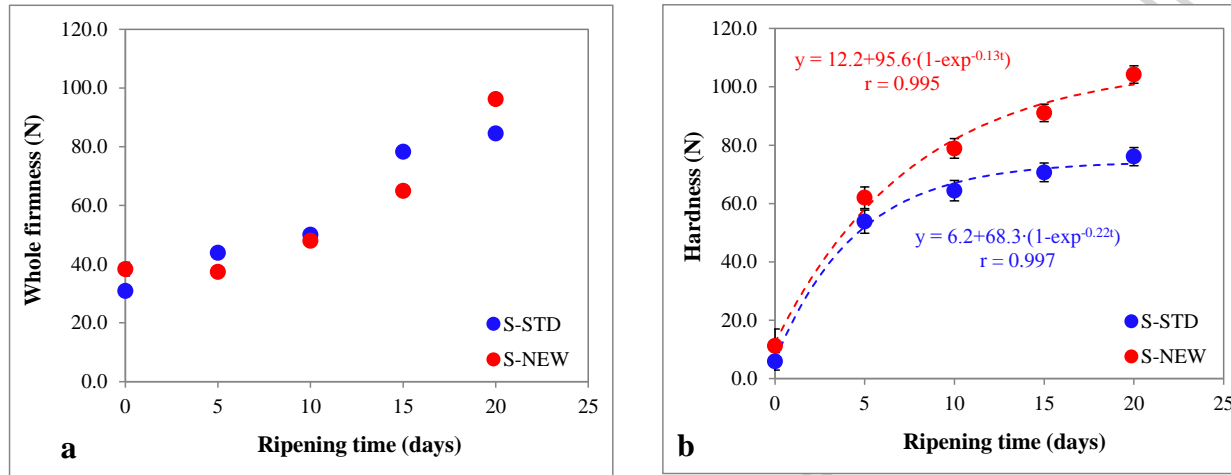 120.0
100.0
80.0
60.0
40.0
20.0
0.0
Whole firmness (N)
S-STD
S-NEW
0 5 10 15 20 25
Ripening time (days)
a
120.0
100.0
80.0
60.0
40.0
20.0
0.0
Hardness (N)
y = 12.2+95.6·(1-exp-0.13t)
r = 0.995
y = 6.2+68.3·(1-exp-0.22t)
r = 0.997
S-STD
S-NEW
0 5 10 15 20 25
Ripening time (days)
b